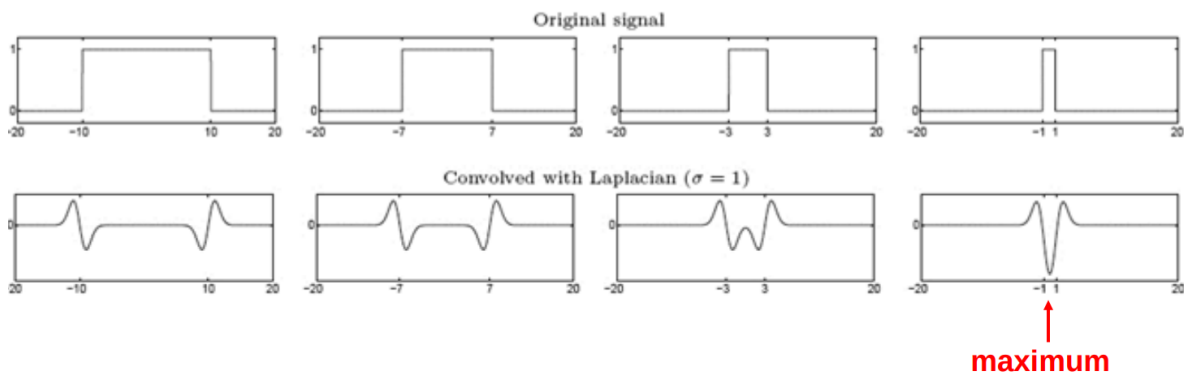 Original signal
1 1 1 1
0 0 0 0
-20 -10 10 20 -20 -7 7 20 -20 -3 3 20 -20 -1 1 20
Convolved with Laplacian (σ = 1)
0 0 0 0
20 -10 10 20 -20 -7 7 20 -20 -3 3 20 -20 -1 1 20
maximum